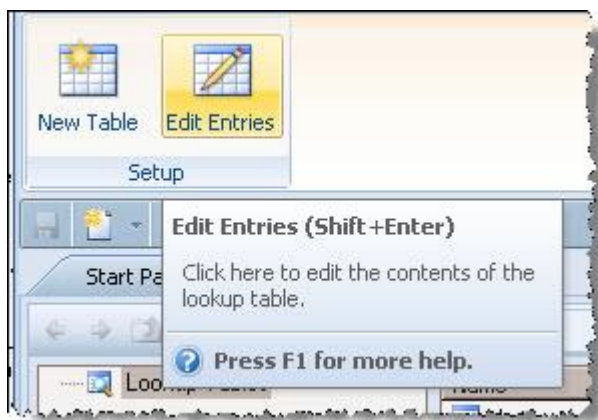 New Table Edit Entries
Setup
Edit Entries (Shift+Enter)
Start Pa
Click here to edit the contents of the
lookup table.
Press F1 for more help.